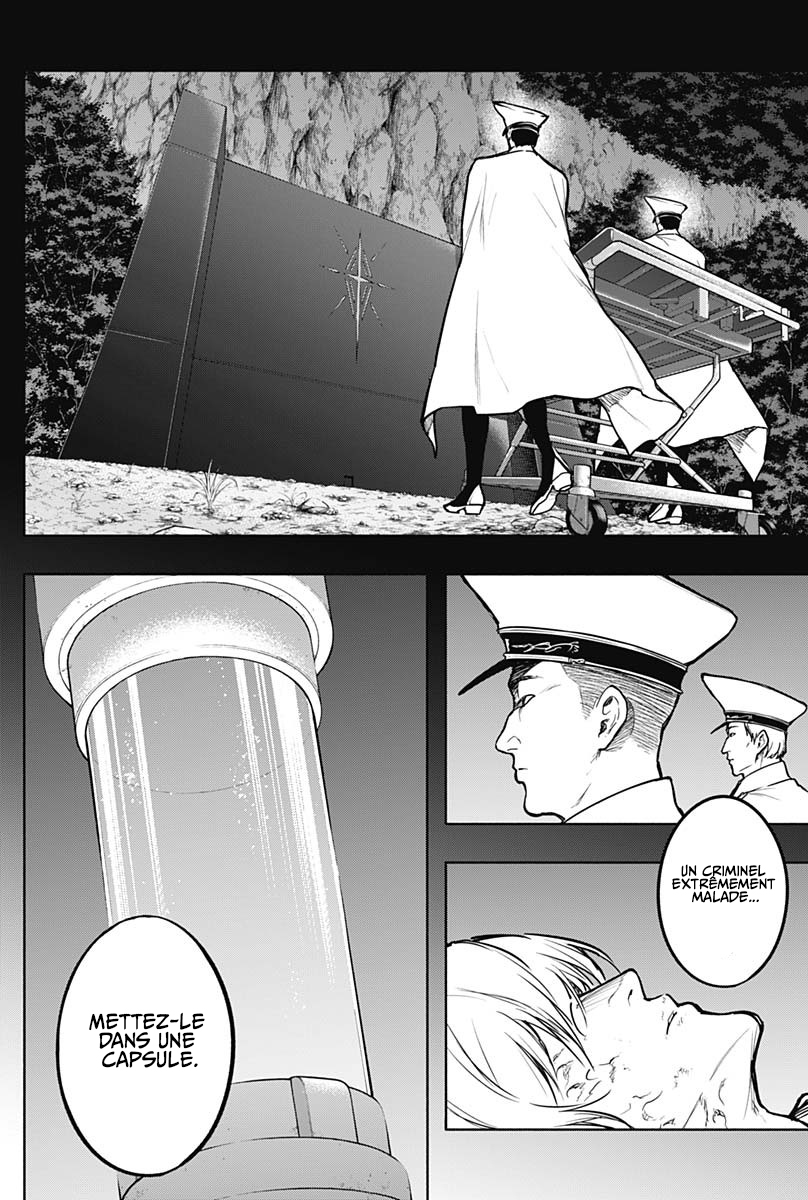 UN CRIMINEL
EXTRÊMEMENT
MALADE...
METTEZ-LE
DANS UNE
CAPSULE.